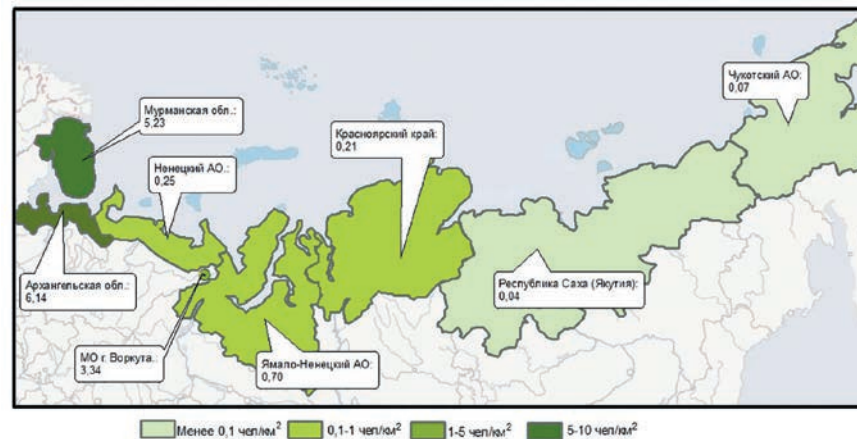 Чукотский АО:
0,07
Мурманская обл.:
5,23
Красноярский край:
0,21
Ненецкий АО.:
0,25
Архангельская обл.:
6,14
Республика Саха (Якутия):
0,04
МО г. Воркута.:
3,34
Ямало-Ненецкий АО:
0,70
Менее 0,1 чел/км² 0,1-1 чел/км² 1-5 чел/км² 5-10 чел/км²